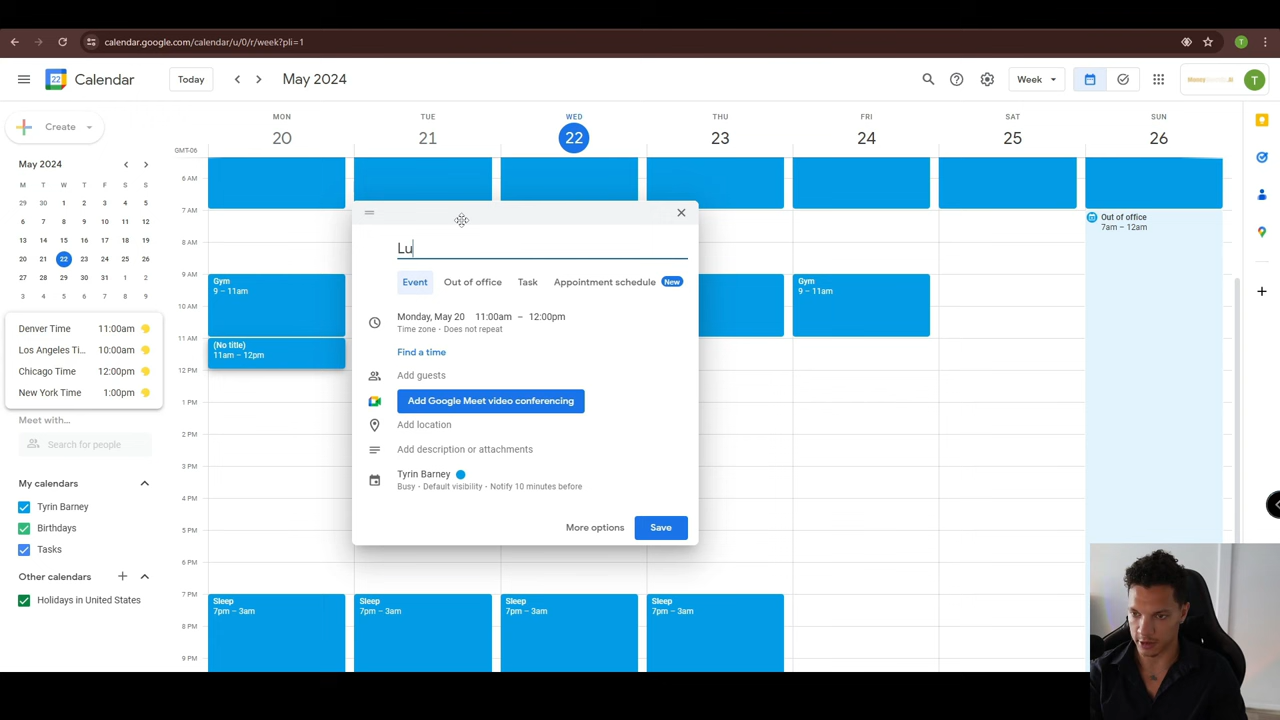 calendar.google.com/calendar/u/0/r/week?pli=1
T
22
Calendar
Today
May 2024
Week
T
Create
GMT-06
MON
20
TUE
21
WED
22
THU
23
FRI
24
SAT
25
SUN
26
May 2024
M T W T F S S
29 30 1 2 3 4 5
6 7 8 9 10 11 12
13 14 15 16 17 18 19
20 21 22 23 24 25 26
27 28 29 30 31 1 2
3 4 5 6 7 8 9
Denver Time 11:00am
Los Angeles Ti... 10:00am
Chicago Time 12:00pm
New York Time 1:00pm
Meet with...
Search for people
My calendars
Tyrin Barney
Birthdays
Tasks
Other calendars
Holidays in United States
6 AM
7 AM
8 AM
9 AM
10 AM
11 AM
12 PM
1 PM
2 PM
3 PM
4 PM
5 PM
6 PM
7 PM
8 PM
9 PM
Gym
9 – 11am
(No title)
11am – 12pm
Lu
Event Out of office Task Appointment schedule New
Monday, May 20 11:00am – 12:00pm
Time zone · Does not repeat
Find a time
Add guests
Add Google Meet video conferencing
Add location
Add description or attachments
Tyrin Barney
Busy · Default visibility · Notify 10 minutes before
More options Save
Gym
9 – 11am
Out of office
7am – 12am
Sleep
7pm – 3am
Sleep
7pm – 3am
Sleep
7pm – 3am
Sleep
7pm – 3am